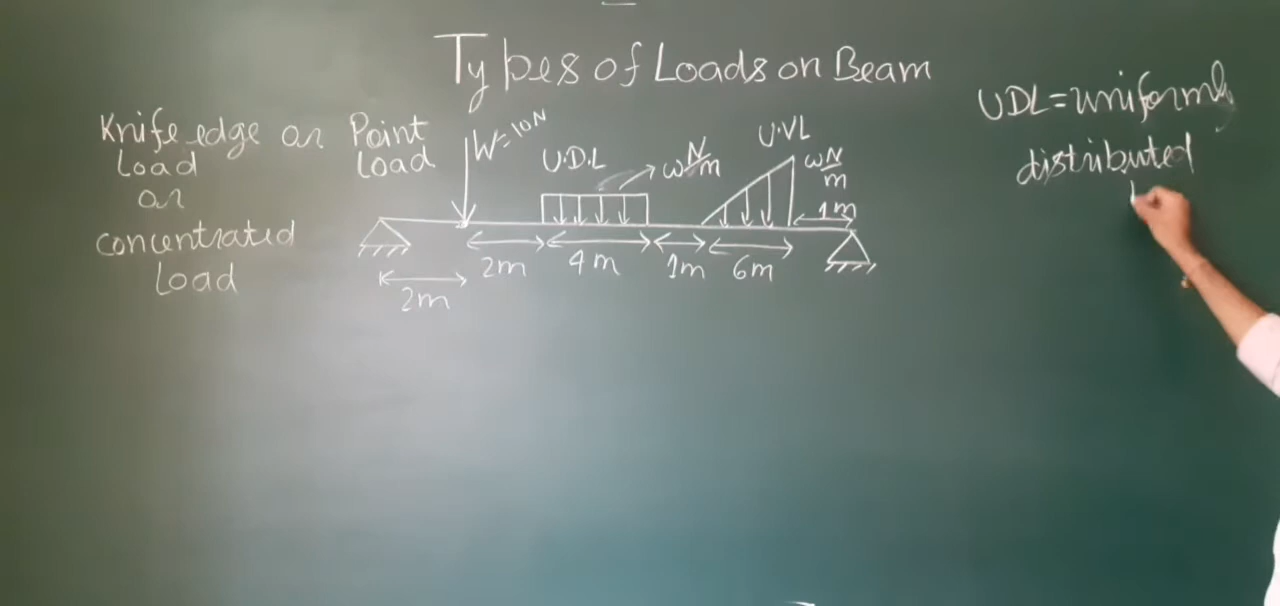 Types of Loads on Beam
Knife edge or Point
Load Load
or
concentrated
Load
W=10N
U.D.L
w N/m
U.VL
w N/m
1m
2m
2m
4m
1m
6m
UDL=uniformly
distributed